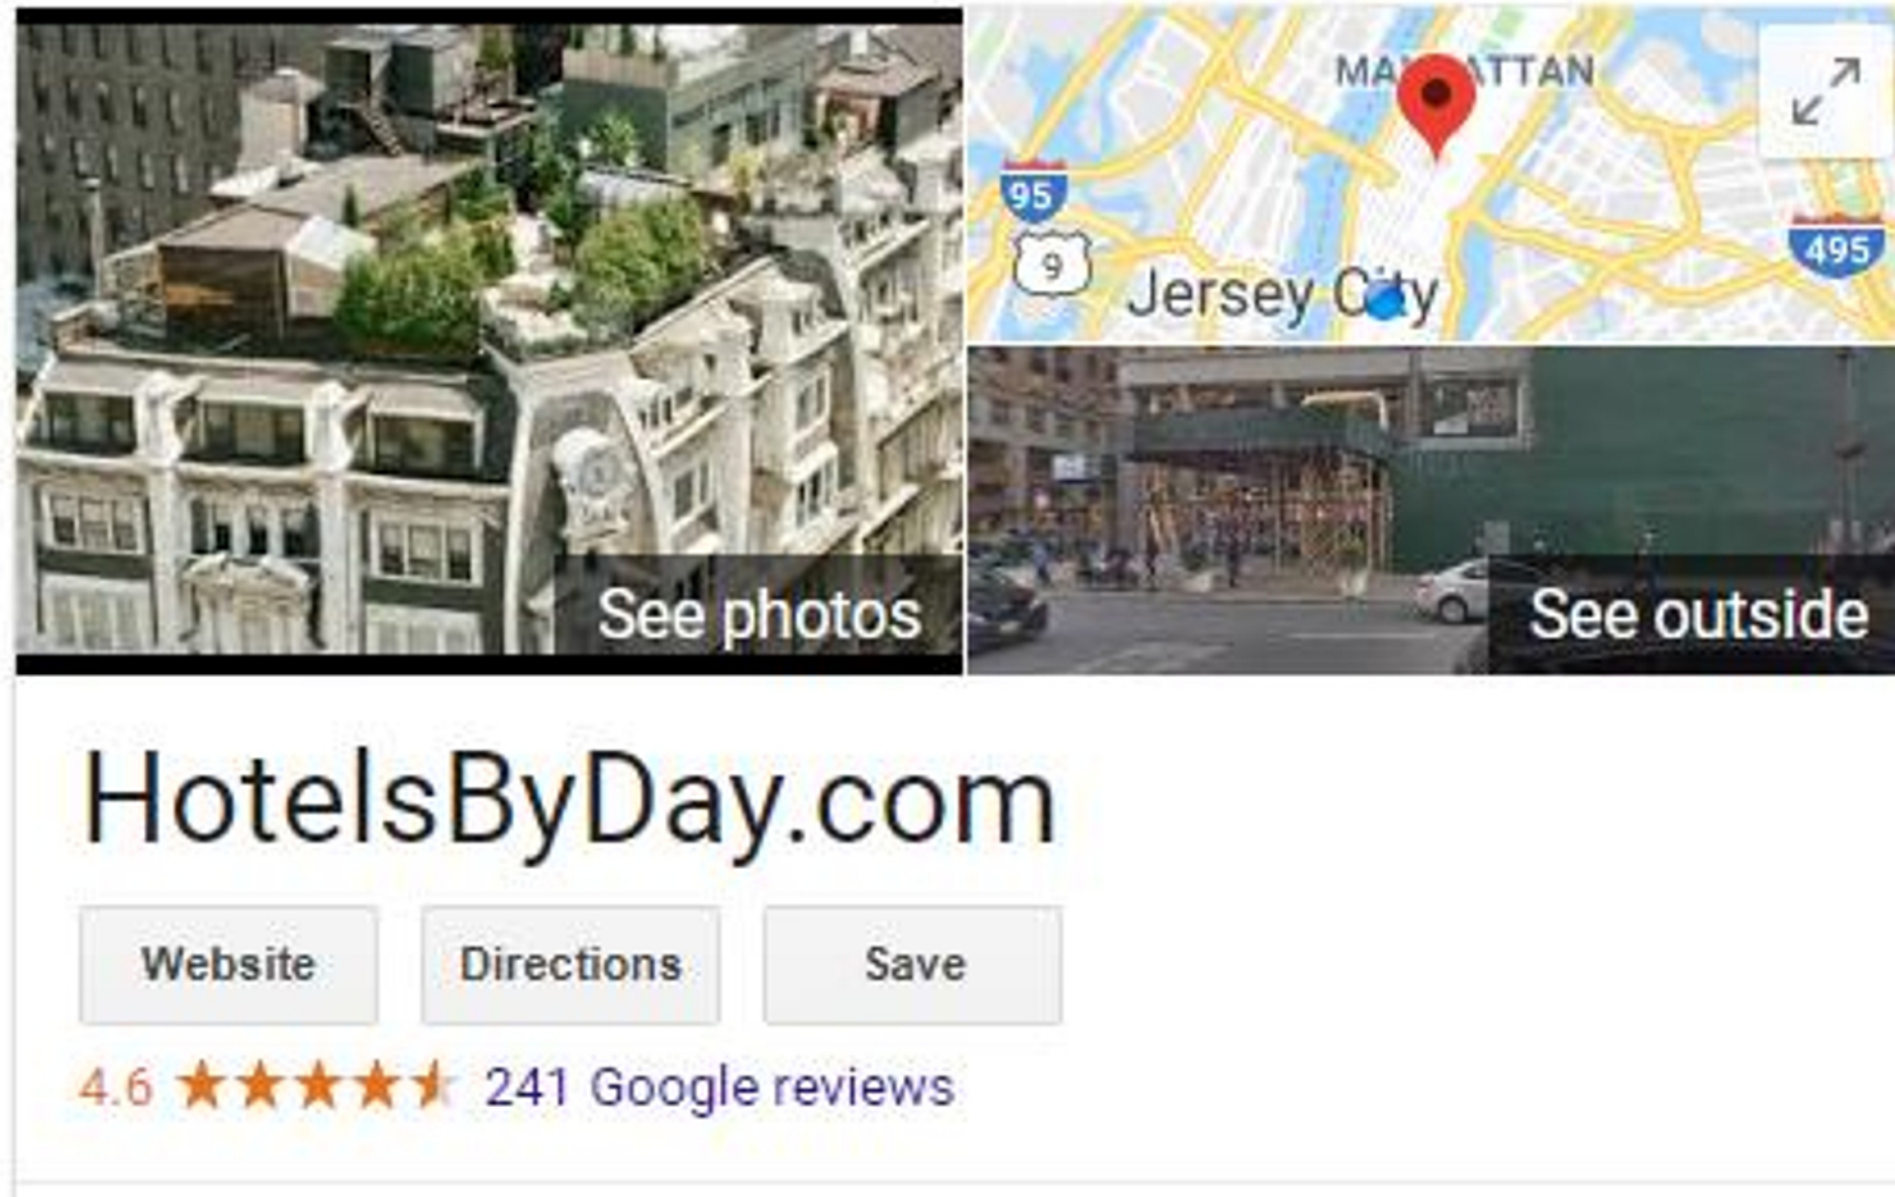 MANHATTAN
95
9
495
Jersey City
See photos
See outside
HotelsByDay.com
Website
Directions
Save
4.6 241 Google reviews